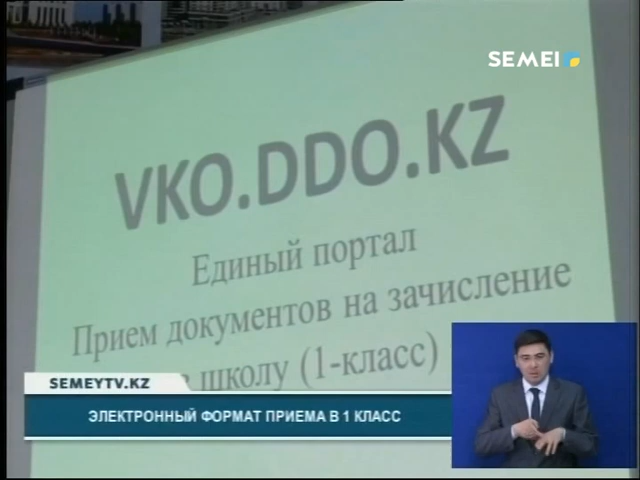 SEMEI
VKO.DDO.KZ
Единый портал
Прием документов на зачисление
школу (1-класс)
SEMEYTV.KZ
ЭЛЕКТРОННЫЙ ФОРМАТ ПРИЕМА В 1 КЛАСС